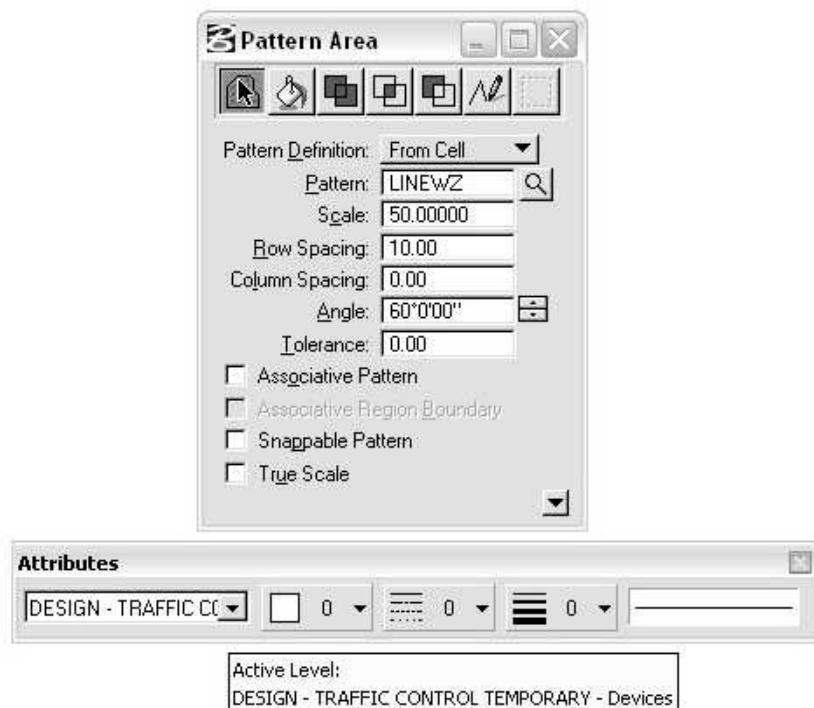 Pattern Area
Pattern Definition: From Cell
Pattern: LINEWZ
Scale: 50.00000
Row Spacing: 10.00
Column Spacing: 0.00
Angle: 60°0'00"
Tolerance: 0.00
Associative Pattern
Associative Region Boundary
Snappable Pattern
True Scale
Attributes
DESIGN - TRAFFIC CO 0 0 0
Active Level:
DESIGN - TRAFFIC CONTROL TEMPORARY - Devices